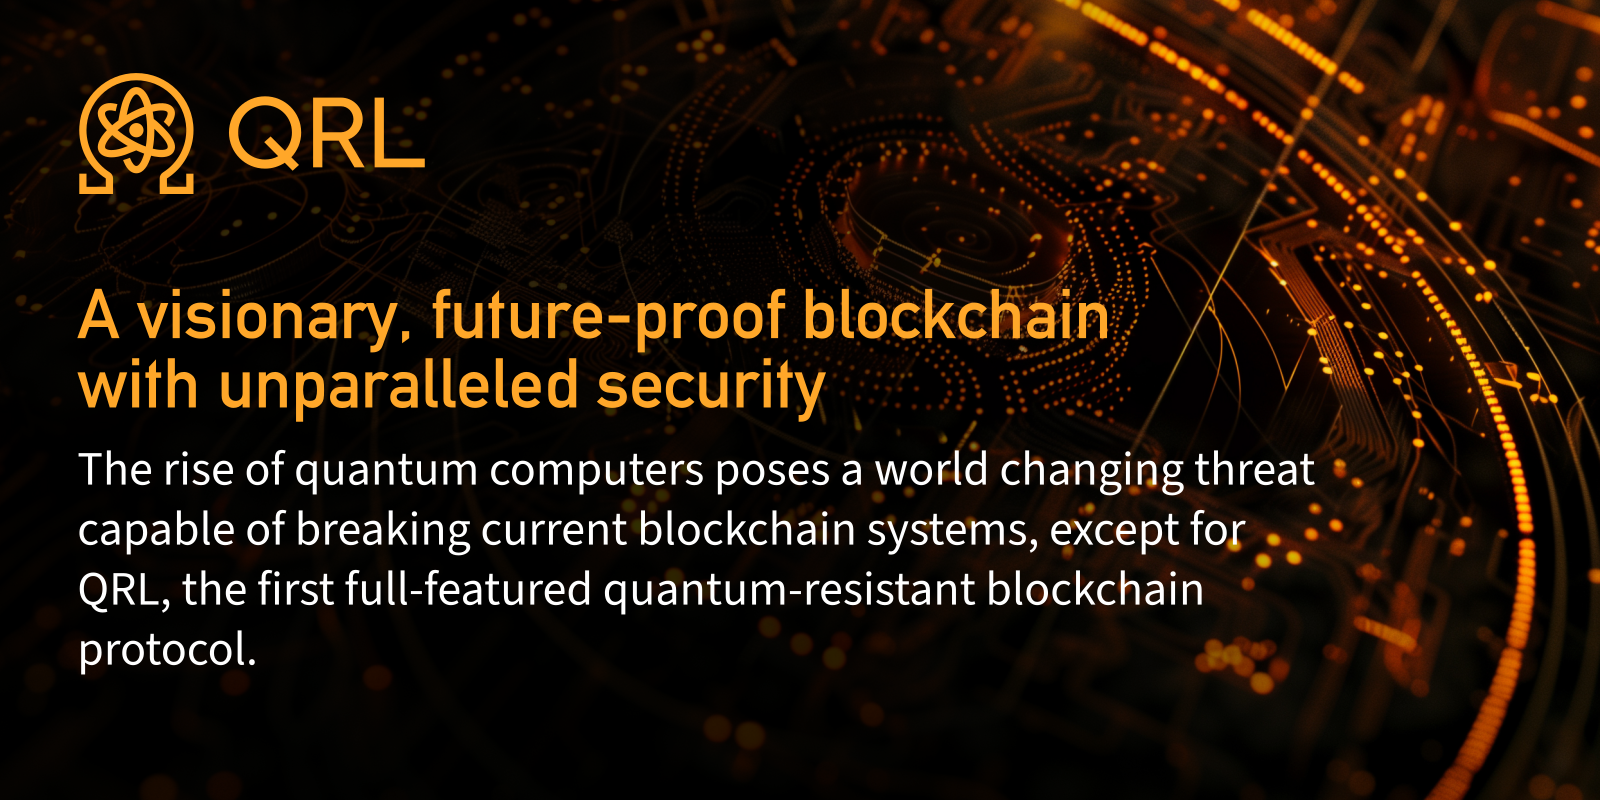 QRL
A visionary, future-proof blockchain
with unparalleled security
The rise of quantum computers poses a world changing threat
capable of breaking current blockchain systems, except for
QRL, the first full-featured quantum-resistant blockchain
protocol.